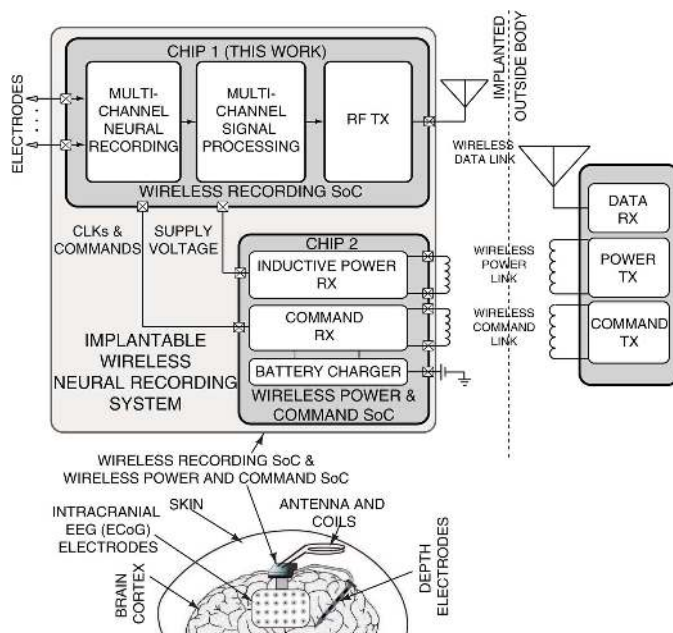 CHIP 1 (THIS WORK)
ELECTRODES
MULTI-
CHANNEL
NEURAL
RECORDING
MULTI-
CHANNEL
SIGNAL
PROCESSING
RF TX
WIRELESS RECORDING SoC
IMPLANTED
OUTSIDE BODY
WIRELESS
DATA LINK
DATA
RX
CLKs &
COMMANDS
SUPPLY
VOLTAGE
CHIP 2
INDUCTIVE POWER
RX
WIRELESS
POWER
LINK
POWER
TX
COMMAND
RX
WIRELESS
COMMAND
LINK
COMMAND
TX
BATTERY CHARGER
WIRELESS POWER &
COMMAND SoC
IMPLANTABLE
WIRELESS
NEURAL RECORDING
SYSTEM
WIRELESS RECORDING SoC &
WIRELESS POWER AND COMMAND SoC
SKIN
ANTENNA AND
COILS
INTRACRANIAL
EEG (ECoG)
ELECTRODES
BRAIN
CORTEX
DEPTH
ELECTRODES